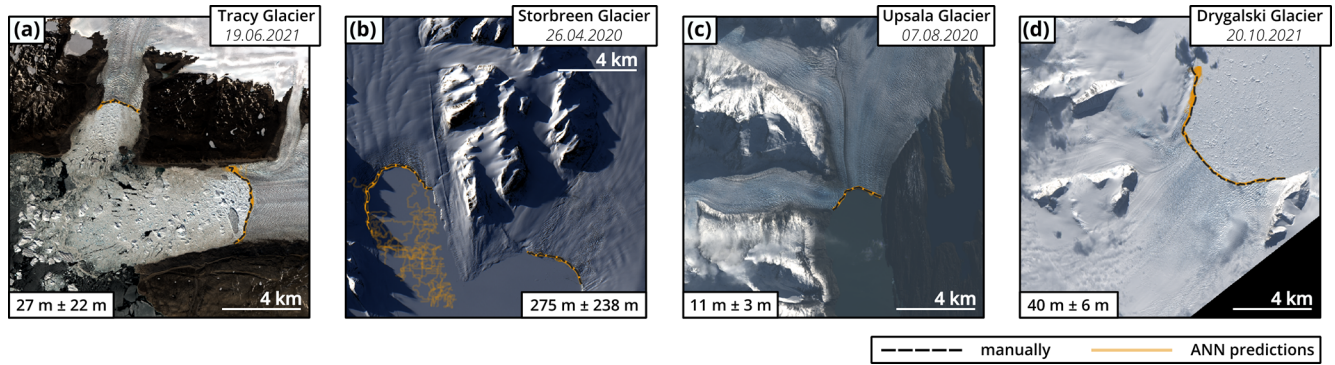 (a)
Tracy Glacier
19.06.2021
27 m ± 22 m
4 km
(b)
Storbreen Glacier
26.04.2020
4 km
275 m ± 238 m
(c)
Upsala Glacier
07.08.2020
11 m ± 3 m
4 km
(d)
Drygalski Glacier
20.10.2021
40 m ± 6 m
4 km
manually
ANN predictions